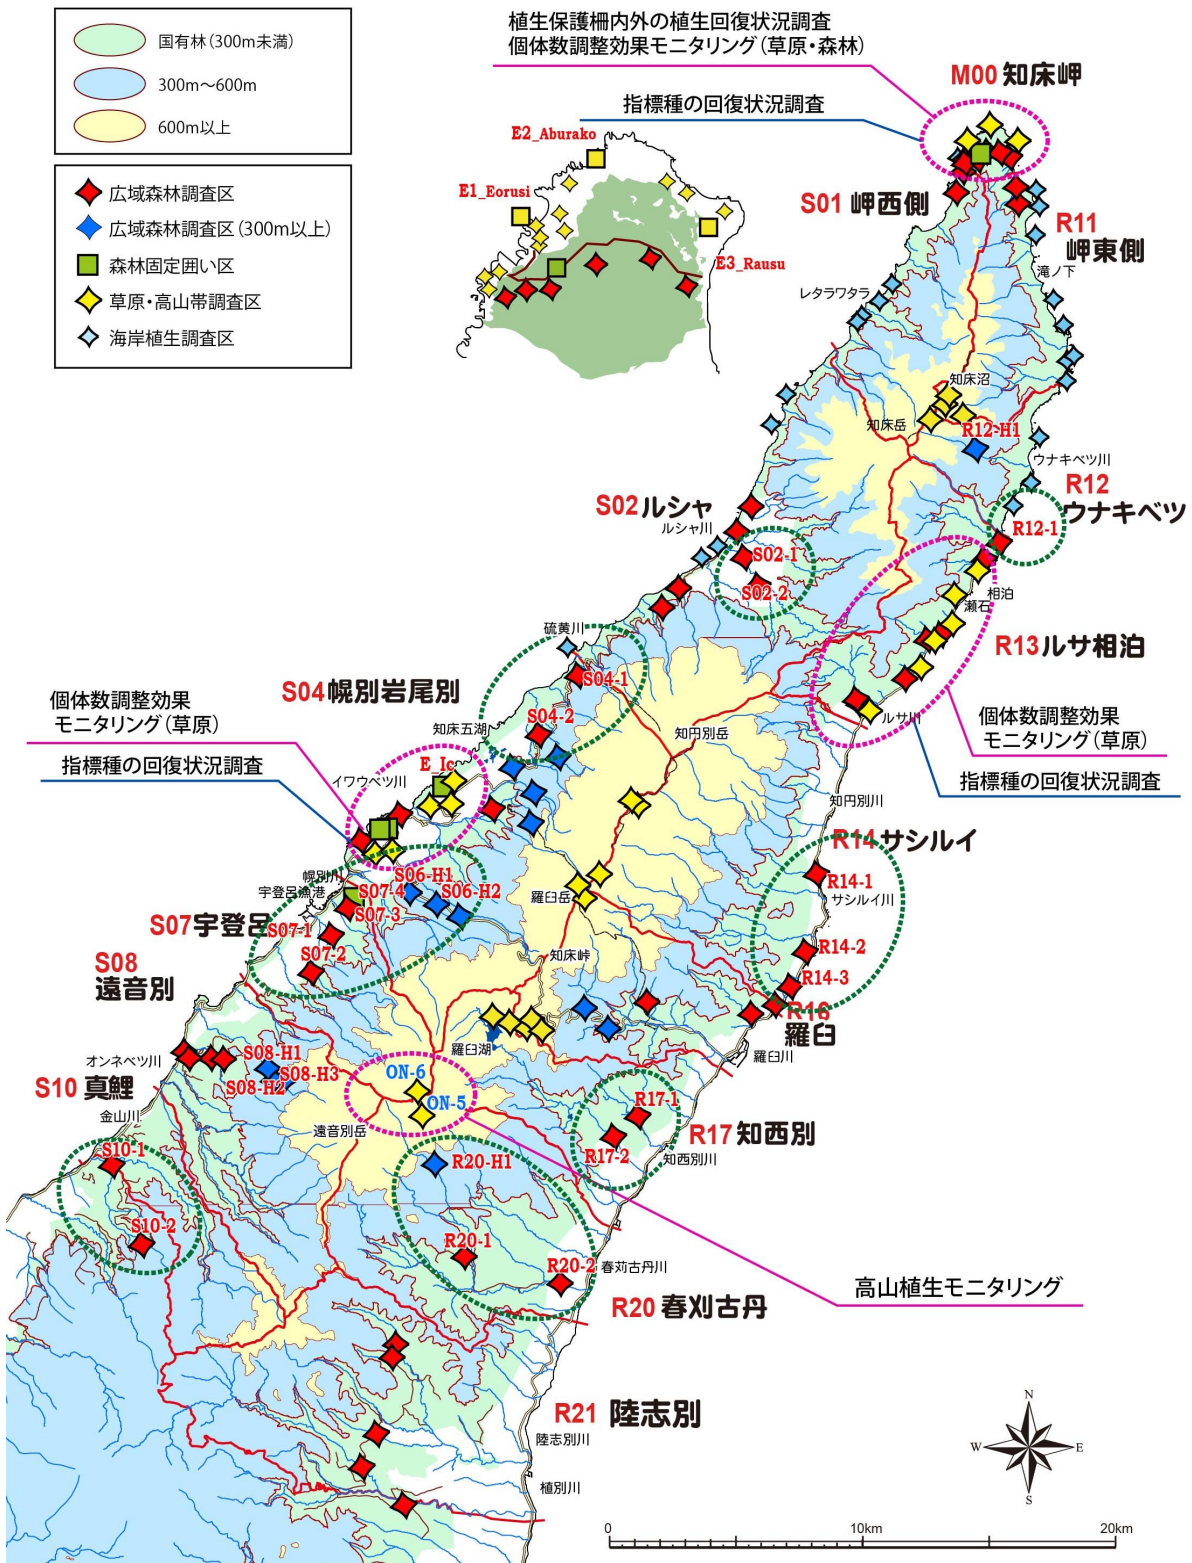 国有林(300m未満)
300m～600m
600m以上
広域森林調査区
広域森林調査区(300m以上)
森林固定囲い区
草原・高山帯調査区
海岸植生調査区
植生保護柵内外の植生回復状況調査
個体数調整効果モニタリング(草原・森林)
指標種の回復状況調査
M00 知床岬
E2_Aburako
E1_Eorusi
E3_Rausu
S01 岬西側
R11
岬東側
滝ノ下
レタラワタラ
知床沼
知床岳
R12-H1
ウナキベツ川
R12
ウナキベツ
R12-1
S02 ルシャ
ルシャ川
S02-1
S02-2
相泊
瀬石
R13 ルサ相泊
硫黄川
S04-1
S04 幌別岩尾別
個体数調整効果
モニタリング(草原)
知床五湖
S04-2
知円別岳
ルサ川
個体数調整効果
モニタリング(草原)
指標種の回復状況調査
イワウベツ川
E_Ic
指標種の回復状況調査
知円別川
R14 サシルイ
幌別川
S06-H1
S06-H2
宇登呂漁港
S07-4
S07-3
R14-1
サシルイ川
羅臼岳
S07 宇登呂
S07-1
S07-2
R14-2
知床峠
S08
遠音別
R14-3
R16
羅臼
羅臼湖
羅臼川
オンネベツ川
S08-H1
S08-H3
S08-H2
S10 真鯉
金山川
ON-6
ON-5
遠音別岳
R17-1
R17 知西別
R17-2
知西別川
S10-1
R20-H1
S10-2
R20-1
R20-2
春苅古丹川
高山植生モニタリング
R20 春刈古丹
R21 陸志別
陸志別川
植別川
N
W
E
S
0
10km
20km